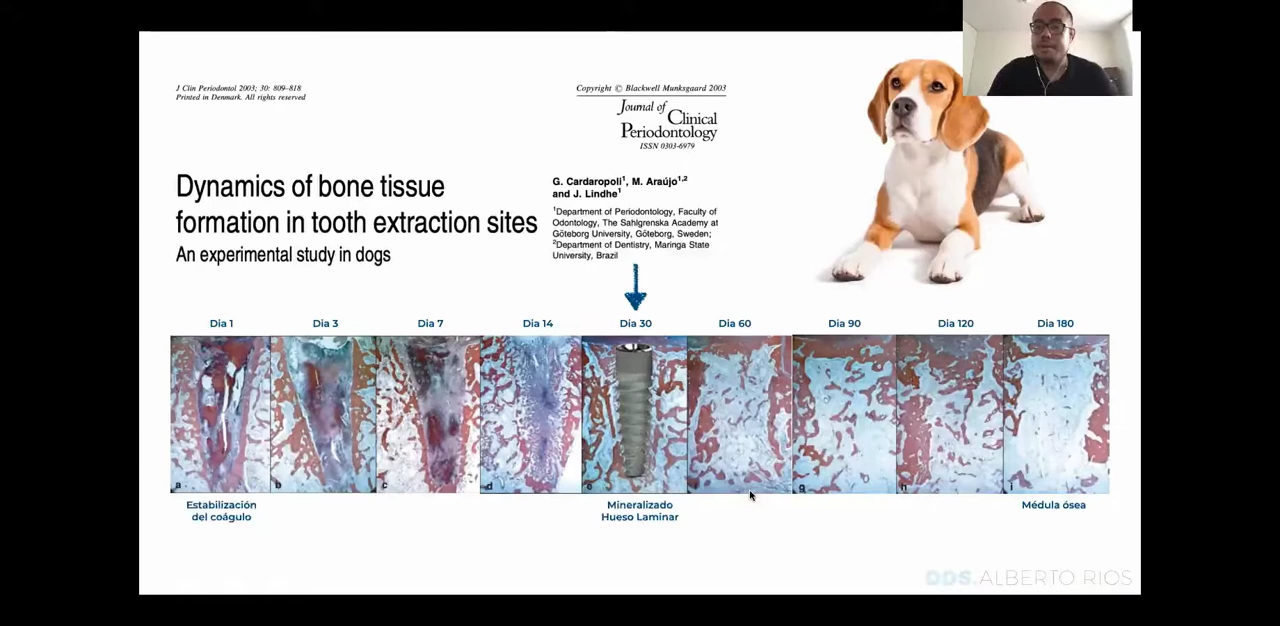 J Clin Periodontol 2003; 30: 809–818
Printed in Denmark. All rights reserved
Copyright © Blackwell Munksgaard 2003
Journal of
Clinical
Periodontology
ISSN 0303-6979
Dynamics of bone tissue
formation in tooth extraction sites
An experimental study in dogs
G. Cardaropoli1, M. Araújo1,2
and J. Lindhe1
1Department of Periodontology, Faculty of
Odontology, The Sahlgrenska Academy at
Göteborg University, Göteborg, Sweden;
2Department of Dentistry, Maringa State
University, Brazil
Dia 1
Dia 3
Dia 7
Dia 14
Dia 30
Dia 60
Dia 90
Dia 120
Dia 180
a
b
c
d
e
g
h
i
Estabilización
del coágulo
Mineralizado
Hueso Laminar
Médula ósea
DDS.ALBERTO RIOS